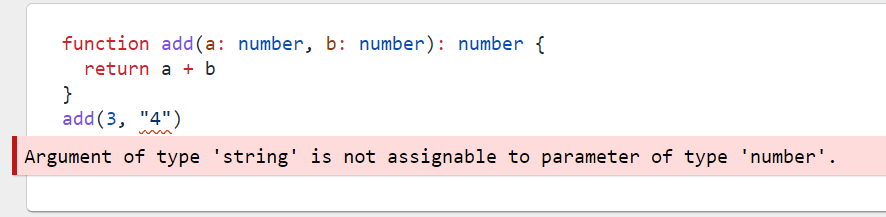 function add(a: number, b: number): number {
  return a + b
}
add(3, "4")
Argument of type 'string' is not assignable to parameter of type 'number'.